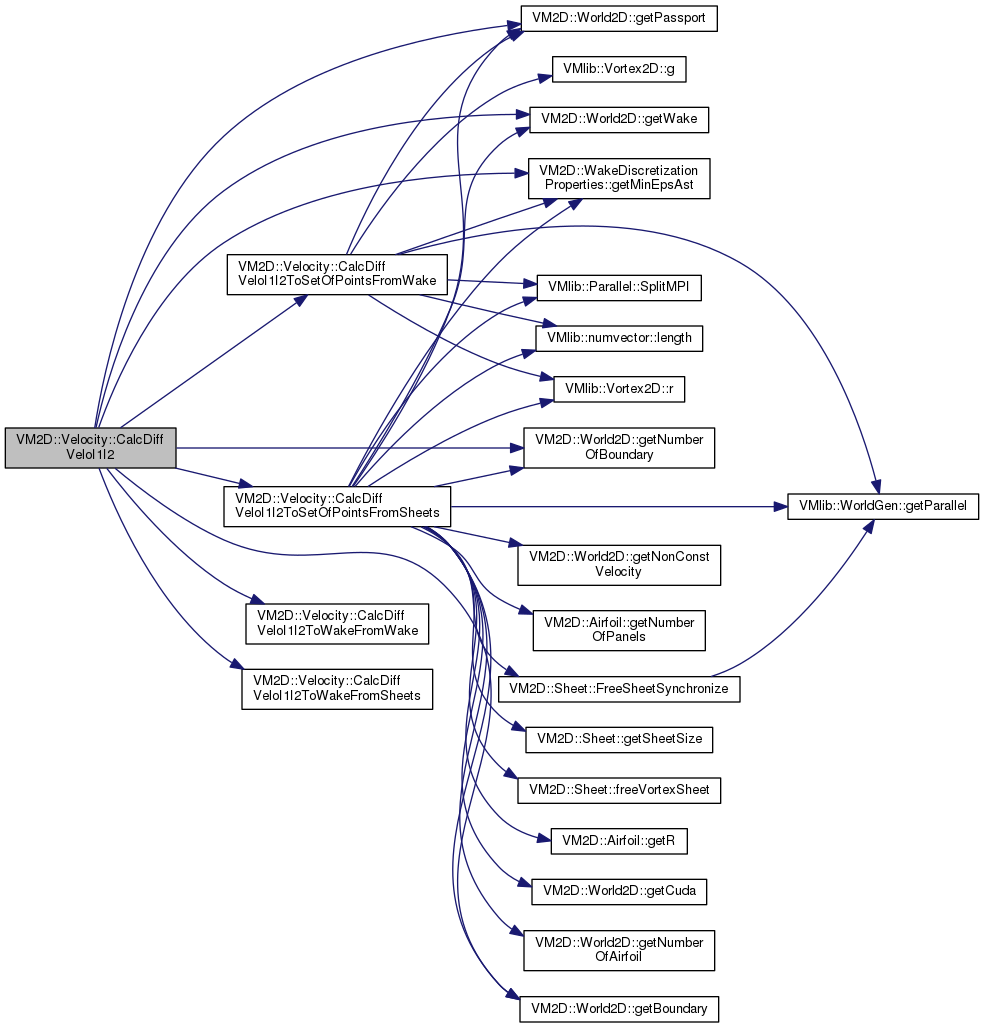 VM2D::World2D::getPassport
VMlib::Vortex2D::g
VM2D::World2D::getWake
VM2D::WakeDiscretization
Properties::getMinEpsAst
VM2D::Velocity::CalcDiff
VeloI1I2ToSetOfPointsFromWake
VMlib::Parallel::SplitMPI
VMlib::numvector::length
VMlib::Vortex2D::r
VM2D::Velocity::CalcDiff
VeloI1I2
VM2D::World2D::getNumber
OfBoundary
VM2D::Velocity::CalcDiff
VeloI1I2ToSetOfPointsFromSheets
VMlib::WorldGen::getParallel
VM2D::World2D::getNonConst
Velocity
VM2D::Velocity::CalcDiff
VeloI1I2ToWakeFromWake
VM2D::Airfoil::getNumber
OfPanels
VM2D::Velocity::CalcDiff
VeloI1I2ToWakeFromSheets
VM2D::Sheet::FreeSheetSynchronize
VM2D::Sheet::getSheetSize
VM2D::Sheet::freeVortexSheet
VM2D::Airfoil::getR
VM2D::World2D::getCuda
VM2D::World2D::getNumber
OfAirfoil
VM2D::World2D::getBoundary